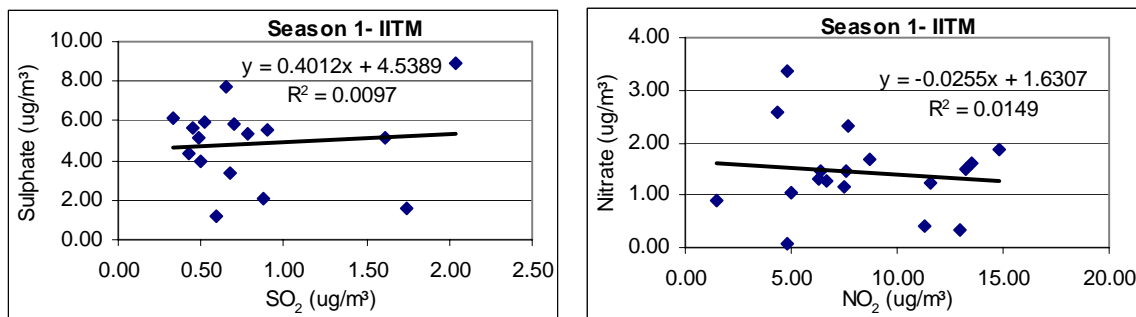 Season 1- IITM
10.00
8.00
6.00
4.00
2.00
0.00
Sulphate (ug/m³)
y = 0.4012x + 4.5389
R² = 0.0097
0.00 0.50 1.00 1.50 2.00 2.50
SO₂ (ug/m³)
Season 1- IITM
4.00
3.00
2.00
1.00
0.00
Nitrate (ug/m³)
y = -0.0255x + 1.6307
R² = 0.0149
0.00 5.00 10.00 15.00 20.00
NO₂ (ug/m³)